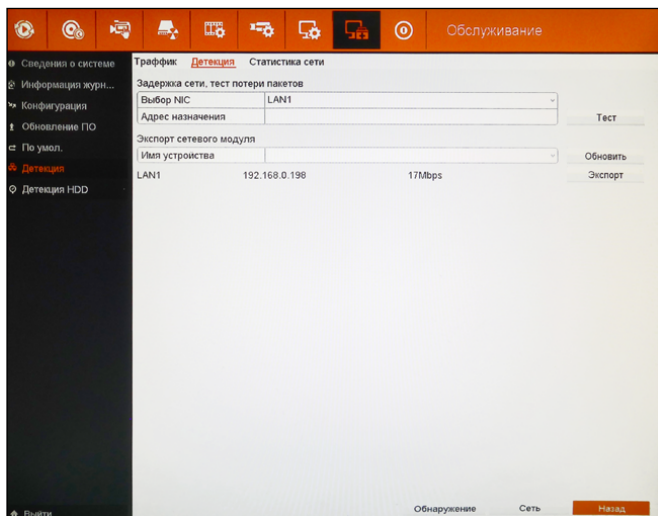 Обслуживание
Сведения о системе
Информация журн...
Конфигурация
Обновление ПО
По умол.
Детекция
Детекция HDD
Выйти
Траффик Детекция Статистика сети
Задержка сети, тест потери пакетов
Выбор NIC LAN1
Адрес назначения Тест
Экспорт сетевого модуля
Имя устройства Обновить
LAN1 192.168.0.198 17Mbps Экспорт
Обнаружение Сеть Назад